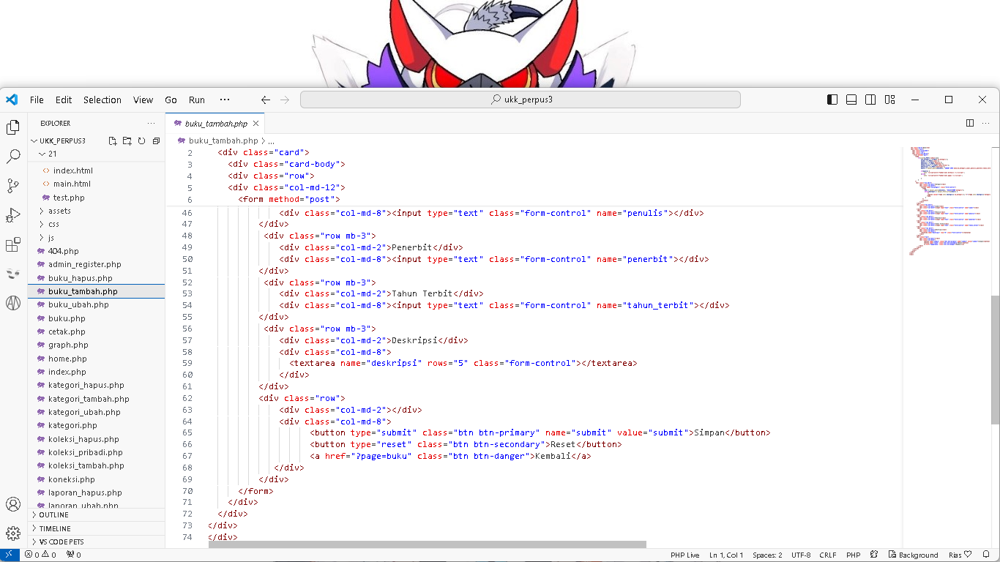 File Edit Selection View Go Run ··· ukk_perpus3
EXPLORER ···
UKK_PERPUS3
21
index.html
main.html
test.php
assets
css
js
404.php
admin_register.php
buku_hapus.php
buku_tambah.php
buku_ubah.php
buku.php
cetak.php
graph.php
home.php
index.php
kategori_hapus.php
kategori_tambah.php
kategori_ubah.php
kategori.php
koleksi_hapus.php
koleksi_pribadi.php
koleksi_tambah.php
koneksi.php
laporan_hapus.php
laporan_ubah.php
OUTLINE
TIMELINE
VS CODE PETS
buku_tambah.php
buku_tambah.php > ...
2 <div class="card">
3 <div class="card-body">
4 <div class="row">
5 <div class="col-md-12">
6 <form method="post">
46 <div class="col-md-8"><input type="text" class="form-control" name="penulis"></div>
47 </div>
48 <div class="row mb-3">
49 <div class="col-md-2">Penerbit</div>
50 <div class="col-md-8"><input type="text" class="form-control" name="penerbit"></div>
51 </div>
52 <div class="row mb-3">
53 <div class="col-md-2">Tahun Terbit</div>
54 <div class="col-md-8"><input type="text" class="form-control" name="tahun_terbit"></div>
55 </div>
56 <div class="row mb-3">
57 <div class="col-md-2">Deskripsi</div>
58 <div class="col-md-8">
59 <textarea name="deskripsi" rows="5" class="form-control"></textarea>
60 </div>
61 </div>
62 <div class="row">
63 <div class="col-md-2"></div>
64 <div class="col-md-8">
65 <button type="submit" class="btn btn-primary" name="submit" value="submit">Simpan</button>
66 <button type="reset" class="btn btn-secondary">Reset</button>
67 <a href="?page=buku" class="btn btn-danger">Kembali</a>
68 </div>
69 </div>
70 </form>
71 </div>
72 </div>
73 </div>
74 </div>
0 0 0 PHP Live Ln 1, Col 1 Spaces: 2 UTF-8 CRLF PHP Background Rias